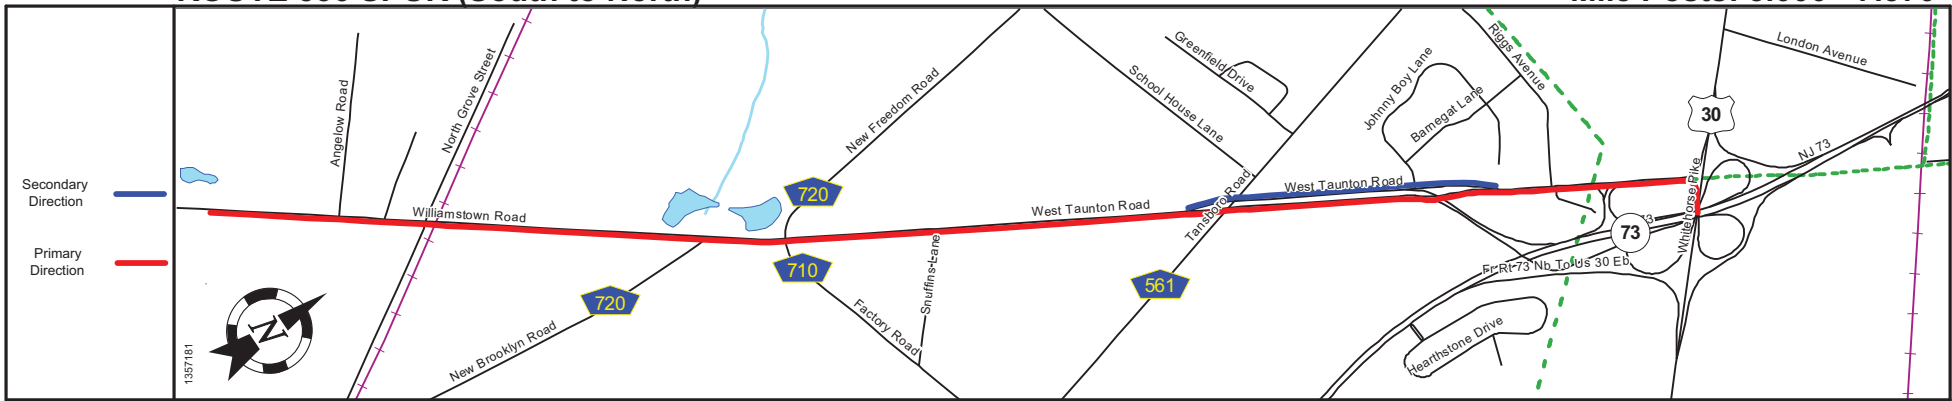 Secondary
Direction
Primary
Direction
1357181
N
Angelow Road
North Grove Street
Williamstown Road
New Brooklyn Road
720
New Freedom Road
720
710
Factory Road
Snuffins Lane
West Taunton Road
School House Lane
Greenfield Drive
Tansboro Road
561
West Taunton Road
Johnny Boy Lane
Barnegat Lane
Riggs Avenue
London Avenue
30
NJ 73
White Horse Pike
73
Fr Rt 73 Nb To Us 30 Eb
Hearthstone Drive